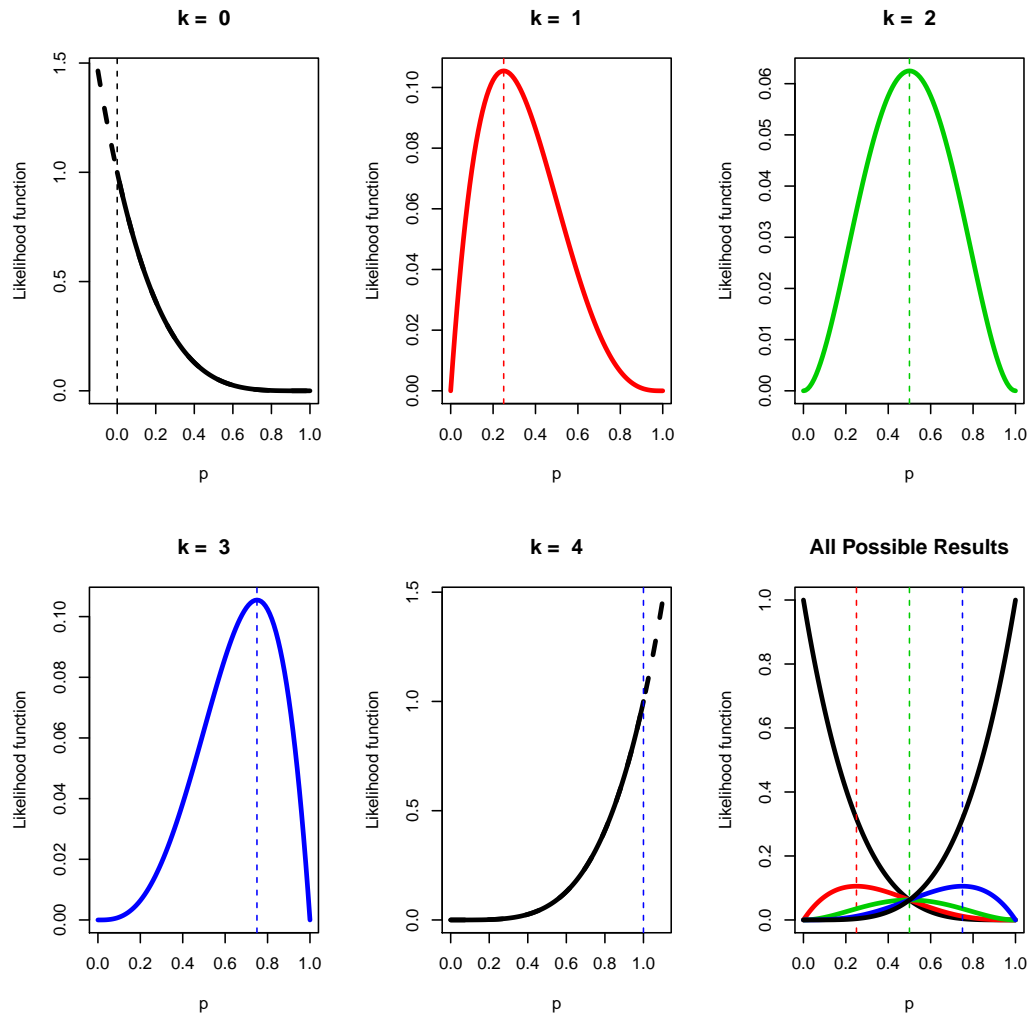 k =  0
Likelihood function
1.5
1.0
0.5
0.0
0.0 0.2 0.4 0.6 0.8 1.0
p
k =  1
Likelihood function
0.10
0.08
0.06
0.04
0.02
0.00
0.0 0.2 0.4 0.6 0.8 1.0
p
k =  2
Likelihood function
0.06
0.05
0.04
0.03
0.02
0.01
0.00
0.0 0.2 0.4 0.6 0.8 1.0
p
k =  3
Likelihood function
0.10
0.08
0.06
0.04
0.02
0.00
0.0 0.2 0.4 0.6 0.8 1.0
p
k =  4
Likelihood function
1.5
1.0
0.5
0.0
0.0 0.2 0.4 0.6 0.8 1.0
p
All Possible Results
Likelihood function
1.0
0.8
0.6
0.4
0.2
0.0
0.0 0.2 0.4 0.6 0.8 1.0
p